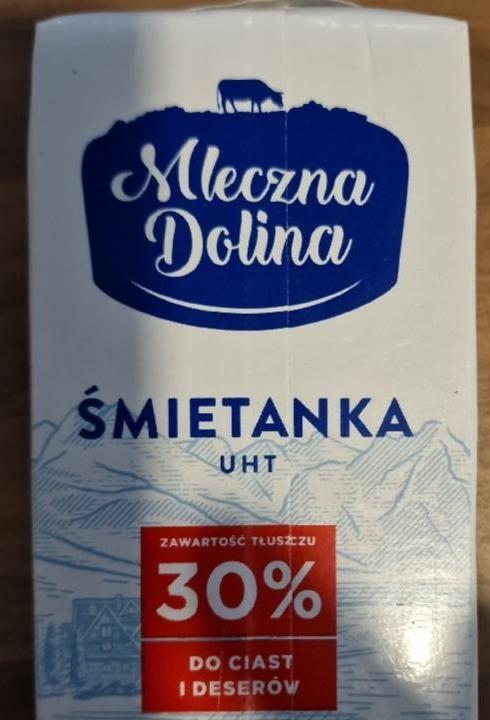 Mleczna
Dolina
ŚMIETANKA
UHT
ZAWARTOŚĆ TŁUSZCZU
30%
DO CIAST
I DESERÓW